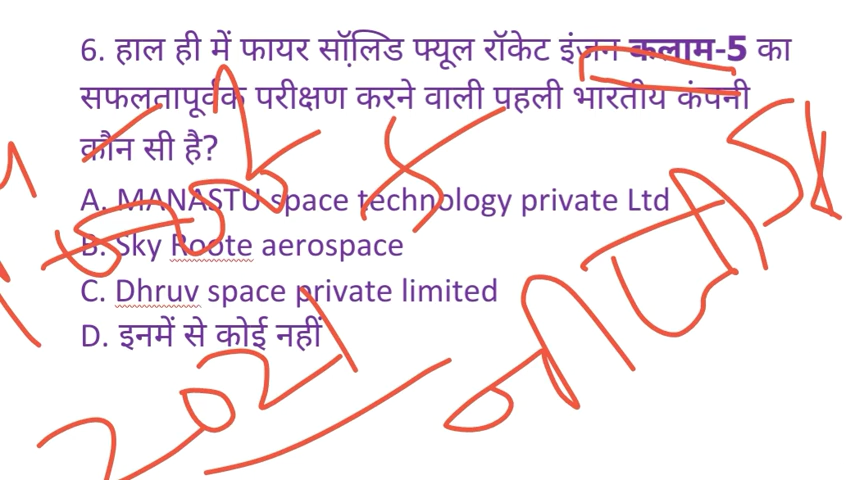 6. हाल ही में फायर सॉलिड फ्यूल रॉकेट इंजन कलाम-5 का
सफलतापूर्वक परीक्षण करने वाली पहली भारतीय कंपनी
कौन सी है?
A. MANASTU space technology private Ltd
B. Sky Roote aerospace
C. Dhruv space private limited
D. इनमें से कोई नहीं
2021